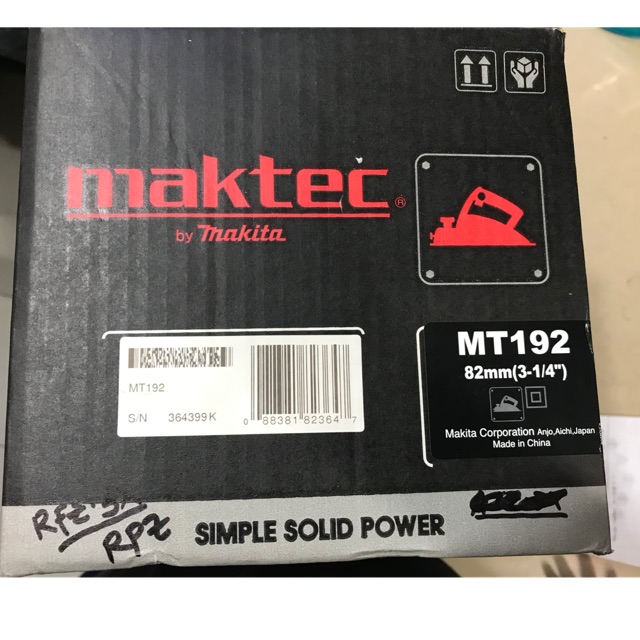 maktec®
by makita
MT192
S/N 364399K
0 88381 82364 7
MT192
82mm(3-1/4")
Makita Corporation Anjo,Aichi,Japan
Made in China
RPZ
SIMPLE SOLID POWER